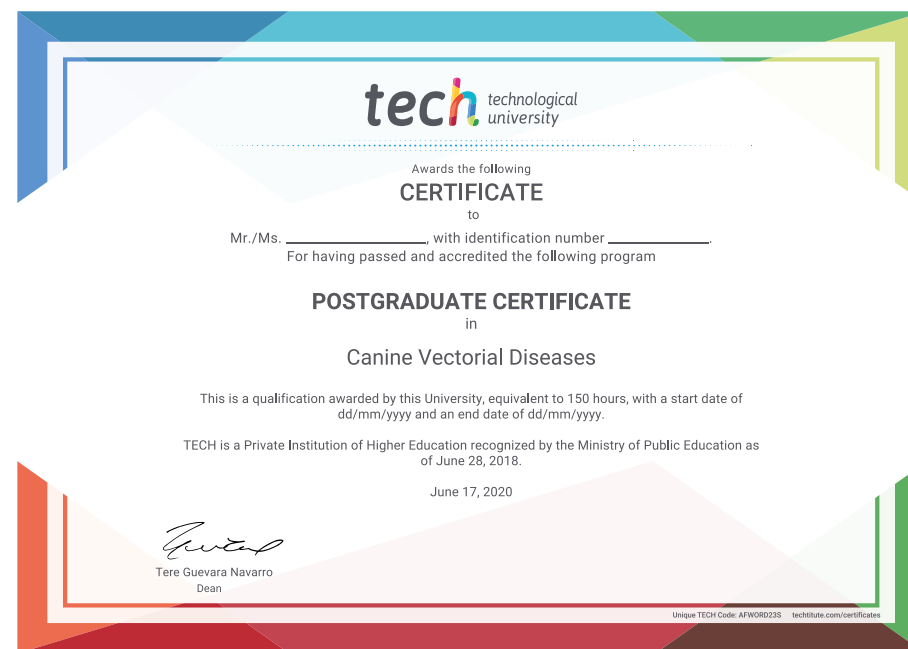 tech technological
university
Awards the following
CERTIFICATE
to
Mr./Ms. ____________, with identification number ____________.
For having passed and accredited the following program
POSTGRADUATE CERTIFICATE
in
Canine Vectorial Diseases
This is a qualification awarded by this University, equivalent to 150 hours, with a start date of
dd/mm/yyyy and an end date of dd/mm/yyyy.
TECH is a Private Institution of Higher Education recognized by the Ministry of Public Education as
of June 28, 2018.
June 17, 2020
Tere Guevara Navarro
Dean
Unique TECH Code: AFWORD23S techtitute.com/certificates